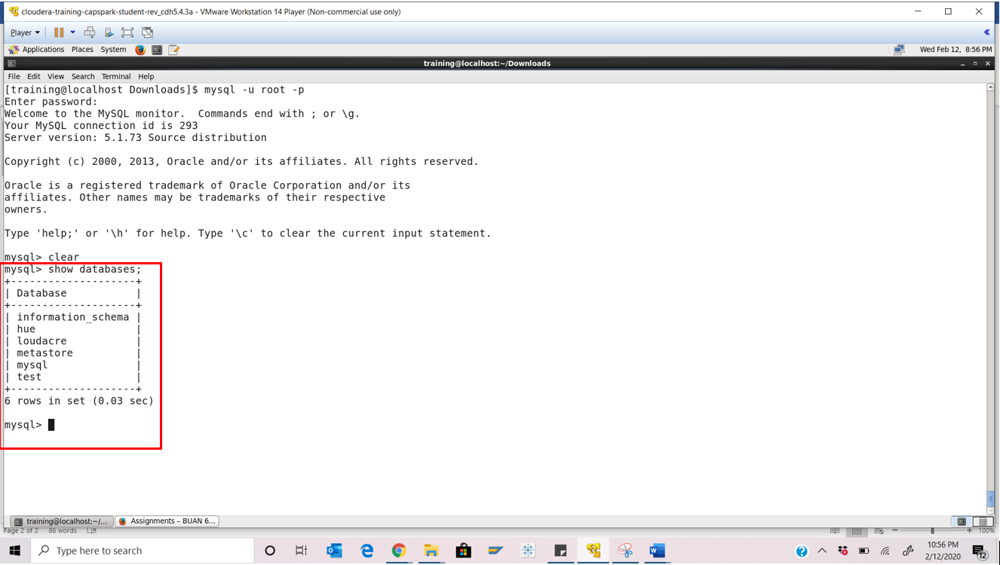 cloudera-training-capspark-student-rev_cdh5.4.3a - VMware Workstation 14 Player (Non-commercial use only)
Player
Applications Places System
Wed Feb 12, 8:56 PM
training@localhost:~/Downloads
File Edit View Search Terminal Help
[training@localhost Downloads]$ mysql -u root -p
Enter password:
Welcome to the MySQL monitor.  Commands end with ; or \g.
Your MySQL connection id is 293
Server version: 5.1.73 Source distribution
Copyright (c) 2000, 2013, Oracle and/or its affiliates. All rights reserved.
Oracle is a registered trademark of Oracle Corporation and/or its
affiliates. Other names may be trademarks of their respective
owners.
Type 'help;' or '\h' for help. Type '\c' to clear the current input statement.
mysql> clear
mysql> show databases;
+--------------------+
| Database           |
+--------------------+
| information_schema |
| hue                |
| loudacre           |
| metastore          |
| mysql              |
| test               |
+--------------------+
6 rows in set (0.03 sec)
mysql>
training@localhost:~/...
Assignments – BUAN 6...
Page 2 of 2 86 words
100%
Type here to search
10:56 PM
2/12/2020
12